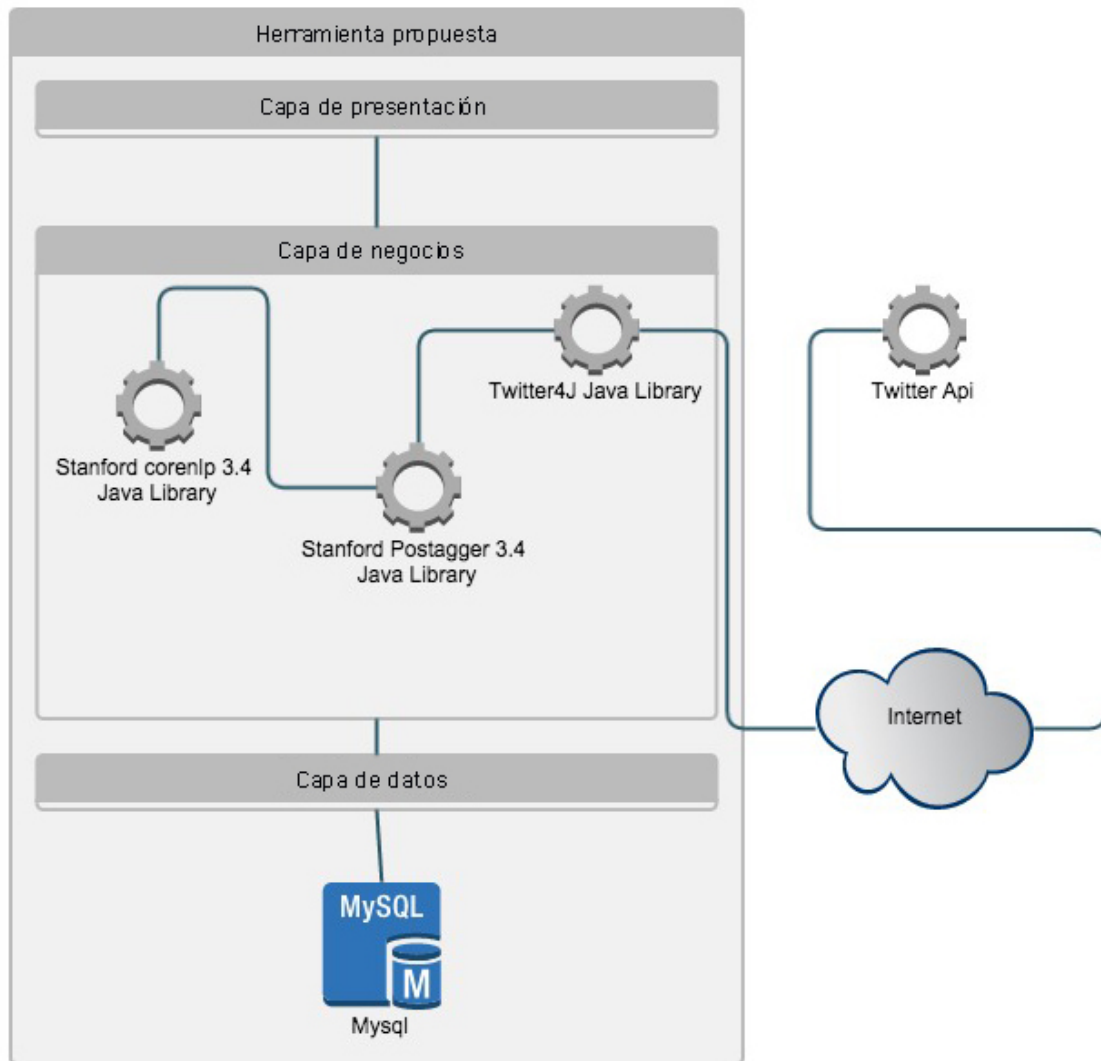 Herramienta propuesta
Capa de presentación
Capa de negocios
Twitter4J Java Library
Twitter Api
Stanford corenlp 3.4
Java Library
Stanford Postagger 3.4
Java Library
Internet
Capa de datos
MySQL
M
Mysql